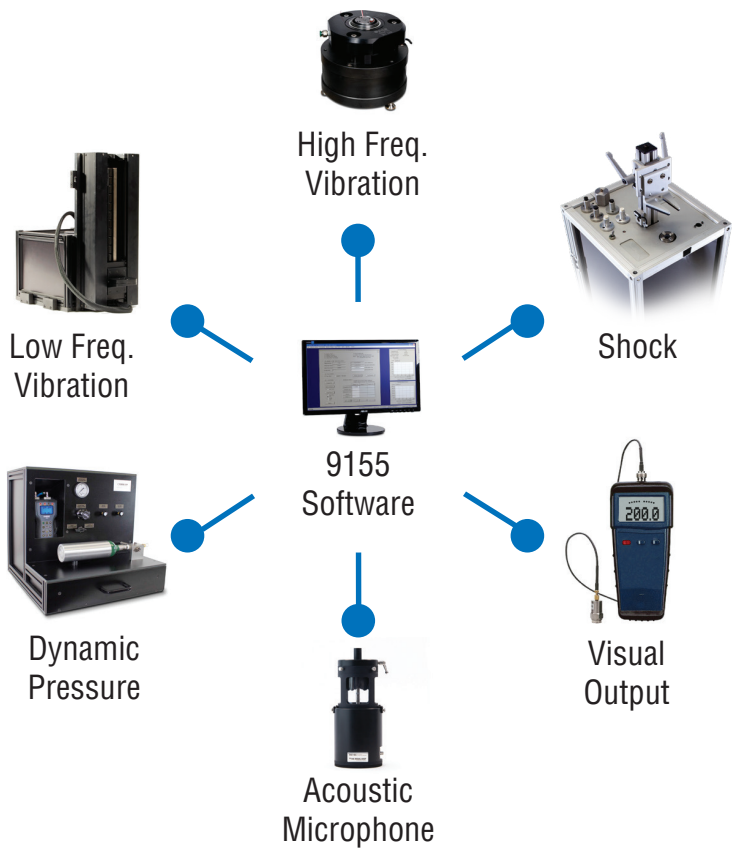 High Freq.
Vibration
Low Freq.
Vibration
Shock
9155
Software
200.0
Dynamic
Pressure
Visual
Output
Acoustic
Microphone